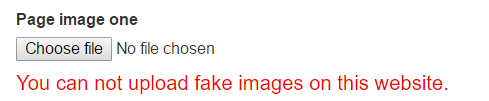 Page image one
Choose file No file chosen
You can not upload fake images on this website.